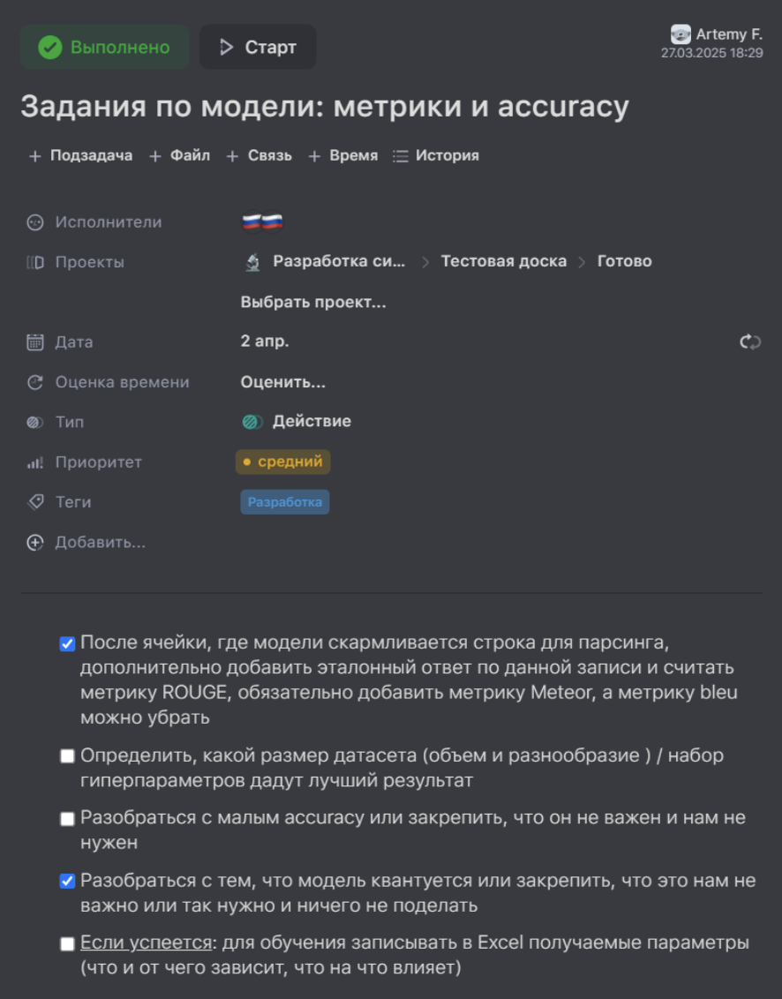 Выполнено
Старт
Artemy F.
27.03.2025 18:29
Задания по модели: метрики и accuracy
+ Подзадача + Файл + Связь + Время История
Исполнители
Проекты Разработка си... > Тестовая доска > Готово
Выбрать проект...
Дата 2 апр.
Оценка времени Оценить...
Тип Действие
Приоритет средний
Теги Разработка
Добавить...
После ячейки, где модели скармливается строка для парсинга,
дополнительно добавить эталонный ответ по данной записи и считать
метрику ROUGE, обязательно добавить метрику Meteor, а метрику bleu
можно убрать
Определить, какой размер датасета (объем и разнообразие ) / набор
гиперпараметров дадут лучший результат
Разобраться с малым accuracy или закрепить, что он не важен и нам не
нужен
Разобраться с тем, что модель квантуется или закрепить, что это нам не
важно или так нужно и ничего не поделать
Если успеется: для обучения записывать в Excel получаемые параметры
(что и от чего зависит, что на что влияет)